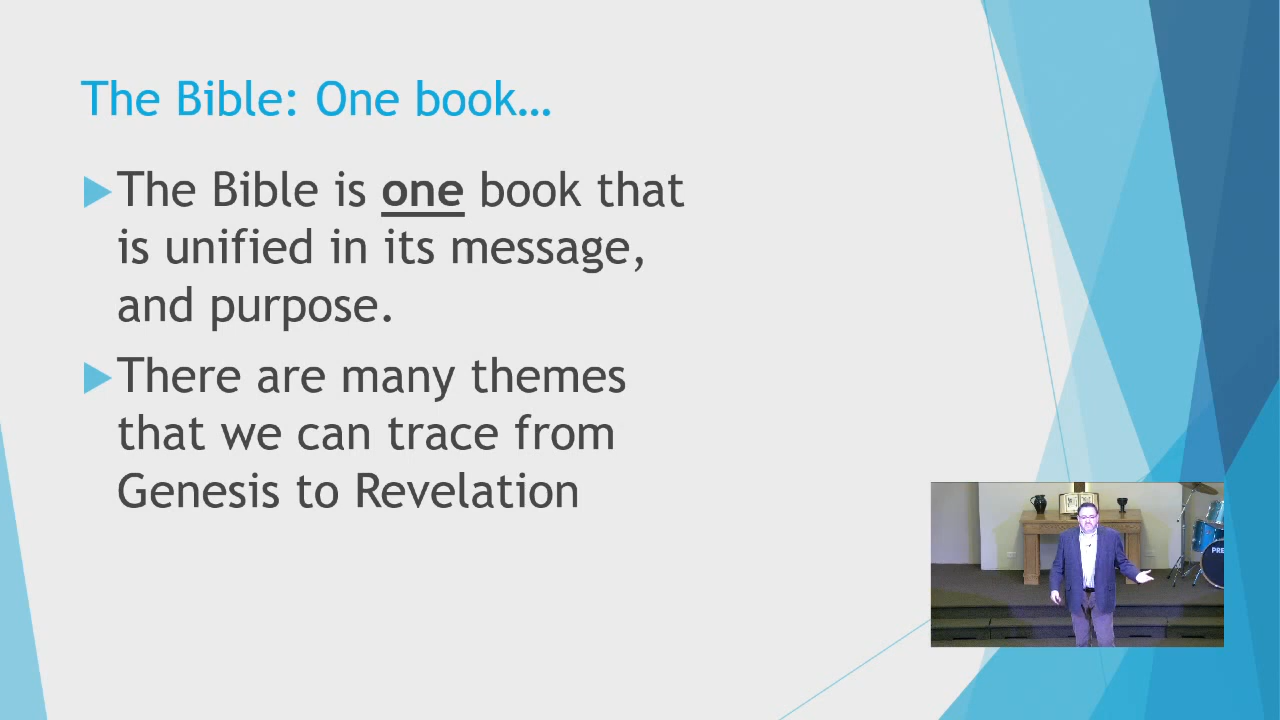 The Bible: One book…
The Bible is one book that
is unified in its message,
and purpose.
There are many themes
that we can trace from
Genesis to Revelation
PRE